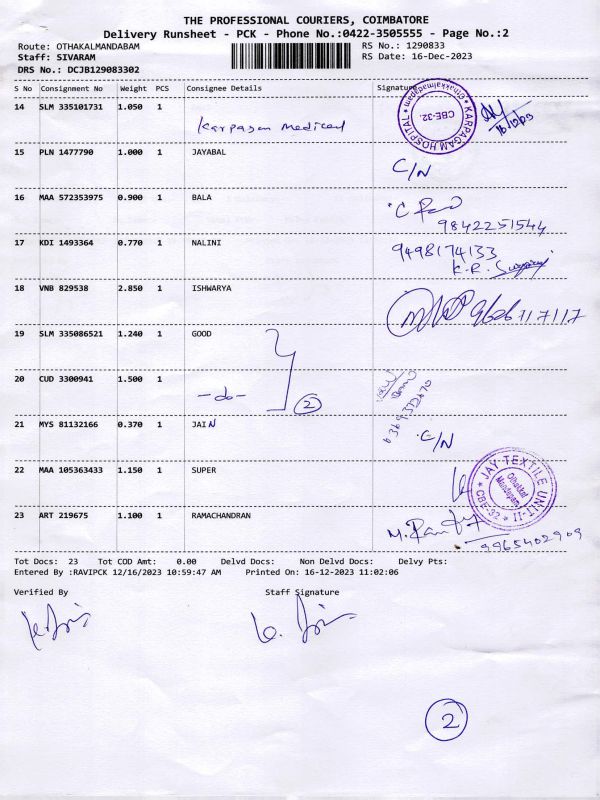 THE PROFESSIONAL COURIERS, COIMBATORE
Delivery Runsheet - PCK - Phone No.:0422-3505555 - Page No.:2
Route: OTHAKALMANDABAM RS No.: 1290833
Staff: SIVARAM RS Date: 16-Dec-2023
DRS No.: DCJB129083302
S No Consignment No Weight PCS Consignee Details Signature
14 SLM 335101731 1.050 1
Karpagam Medical
KARPAGAM HOSPITAL
CBE-32.
15 PLN 1477790 1.000 1 JAYABAL
C/N
16 MAA 572353975 0.900 1 BALA
9842251544
17 KDI 1493364 0.770 1 NALINI 9498174133
K.R.
18 VNB 829538 2.850 1 ISHWARYA
19 SLM 335086521 1.240 1 GOOD
20 CUD 3300941 1.500 1
-do- 2
21 MYS 81132166 0.370 1 JAIN
C/N
22 MAA 105363433 1.150 1 SUPER
JAY TEXTILE UNIT-II
CBE-32
Othakkal
Mandapam
23 ART 219675 1.100 1 RAMACHANDRAN
9965402909
Tot Docs: 23 Tot COD Amt: 0.00 Delvd Docs: Non Delvd Docs: Delvy Pts:
Entered By :RAVIPCK 12/16/2023 10:59:47 AM Printed On: 16-12-2023 11:02:06
Verified By Staff Signature
2